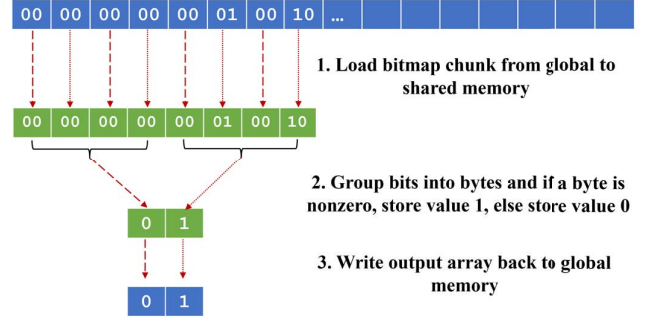 00 00 00 00 00 01 00 10 ...
1. Load bitmap chunk from global to
shared memory
00 00 00 00 00 01 00 10
2. Group bits into bytes and if a byte is
nonzero, store value 1, else store value 0
0 1
3. Write output array back to global
memory
0 1